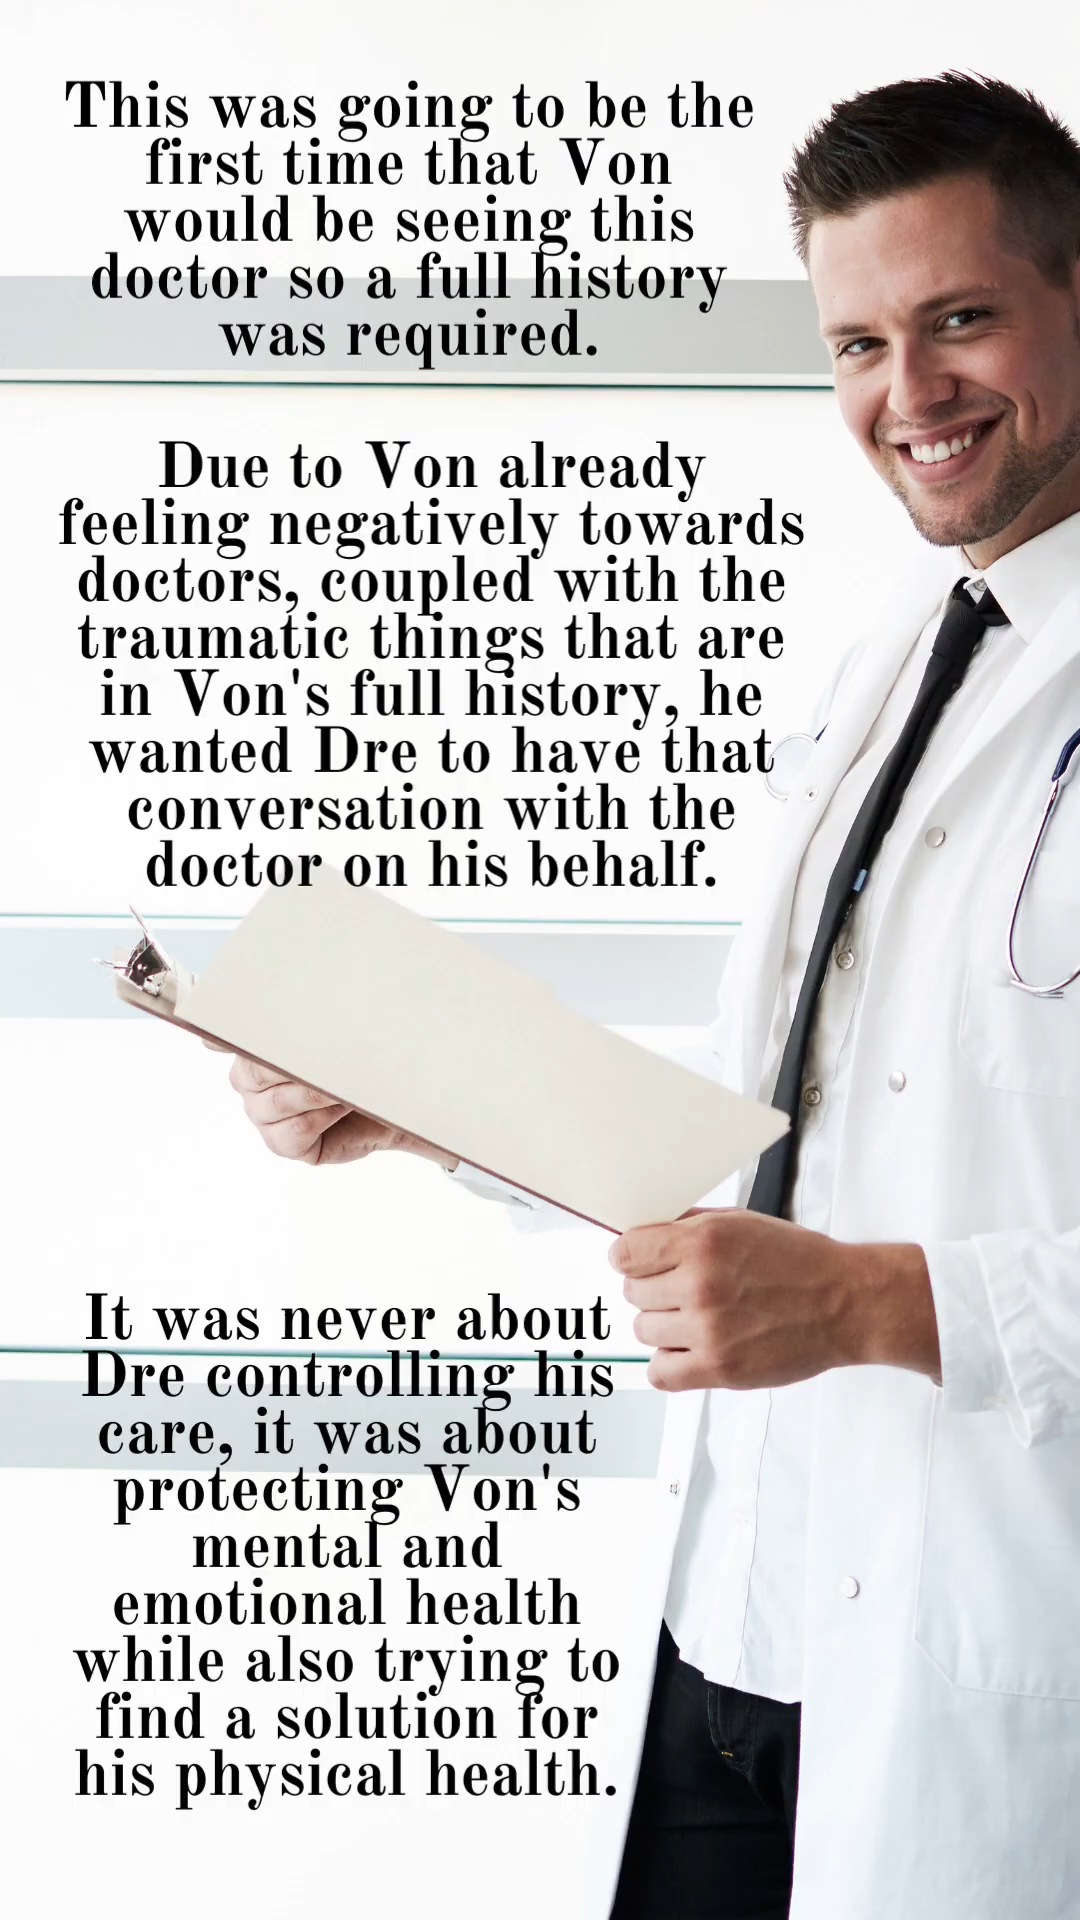 This was going to be the
first time that Von
would be seeing this
doctor so a full history
was required.
Due to Von already
feeling negatively towards
doctors, coupled with the
traumatic things that are
in Von's full history, he
wanted Dre to have that
conversation with the
doctor on his behalf.
It was never about
Dre controlling his
care, it was about
protecting Von's
mental and
emotional health
while also trying to
find a solution for
his physical health.